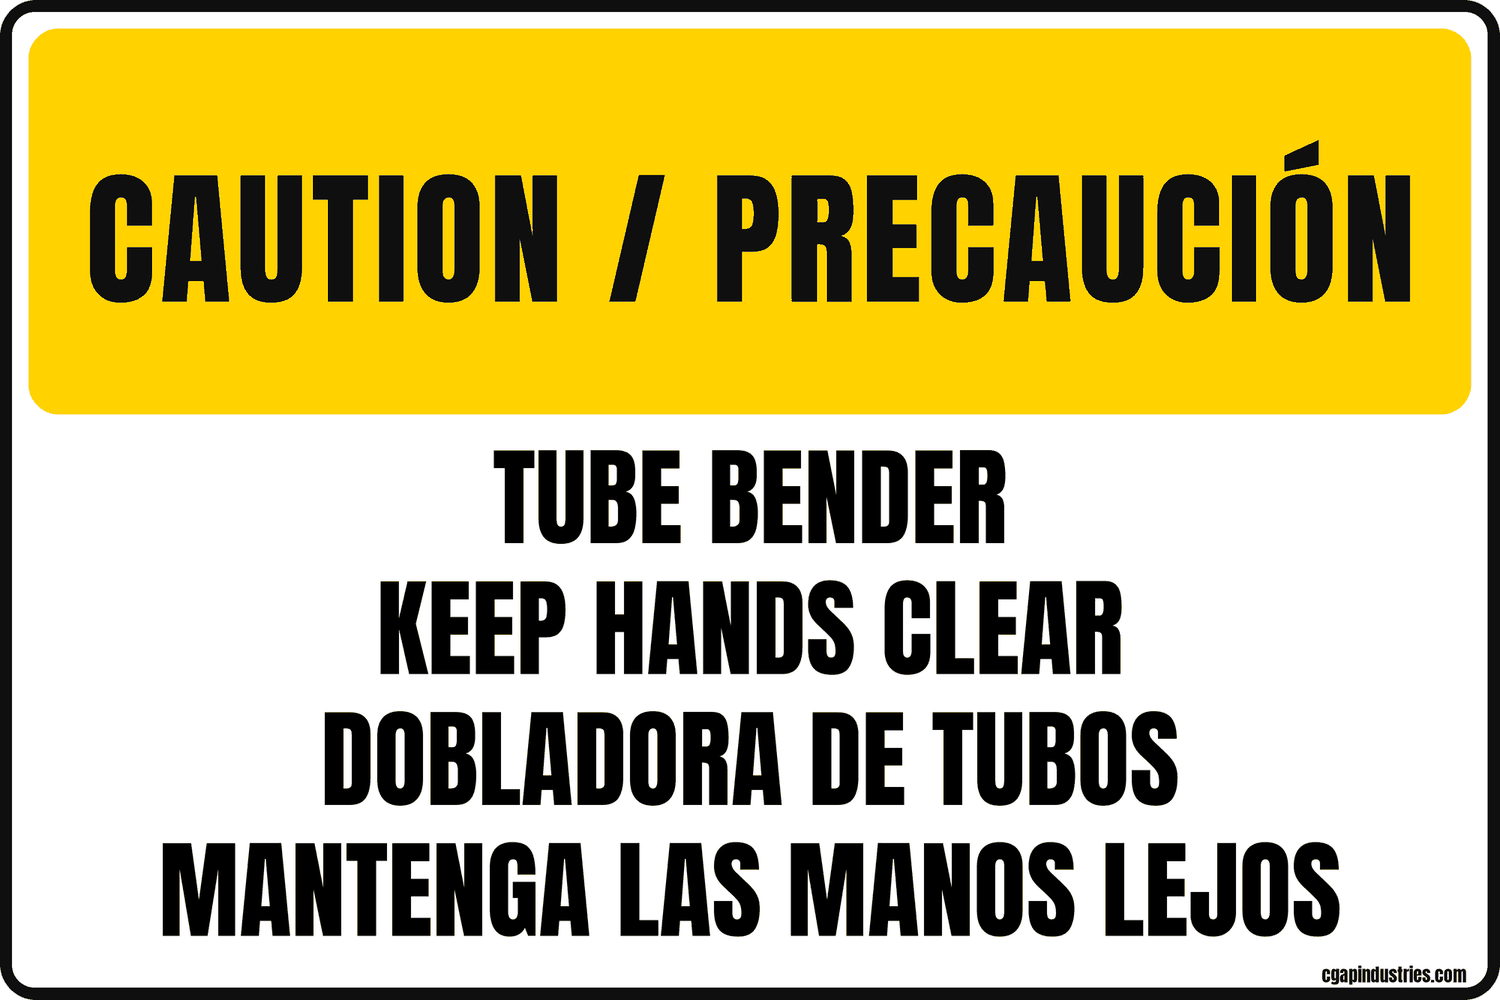 CAUTION / PRECAUCIÓN
TUBE BENDER
KEEP HANDS CLEAR
DOBLADORA DE TUBOS
MANTENGA LAS MANOS LEJOS
cgapindustries.com